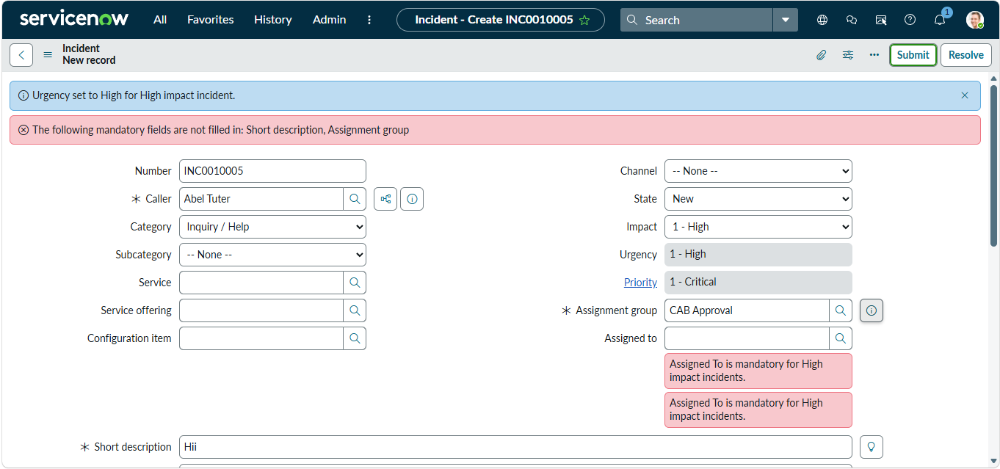 servicenow All Favorites History Admin Incident - Create INC0010005 Search 1
Incident
New record
Submit Resolve
Urgency set to High for High impact incident.
The following mandatory fields are not filled in: Short description, Assignment group
Number INC0010005 Channel -- None --
Caller Abel Tuter State New
Category Inquiry / Help Impact 1 - High
Subcategory -- None -- Urgency 1 - High
Service Priority 1 - Critical
Service offering Assignment group CAB Approval
Configuration item Assigned to
Assigned To is mandatory for High
impact incidents.
Assigned To is mandatory for High
impact incidents.
Short description Hii